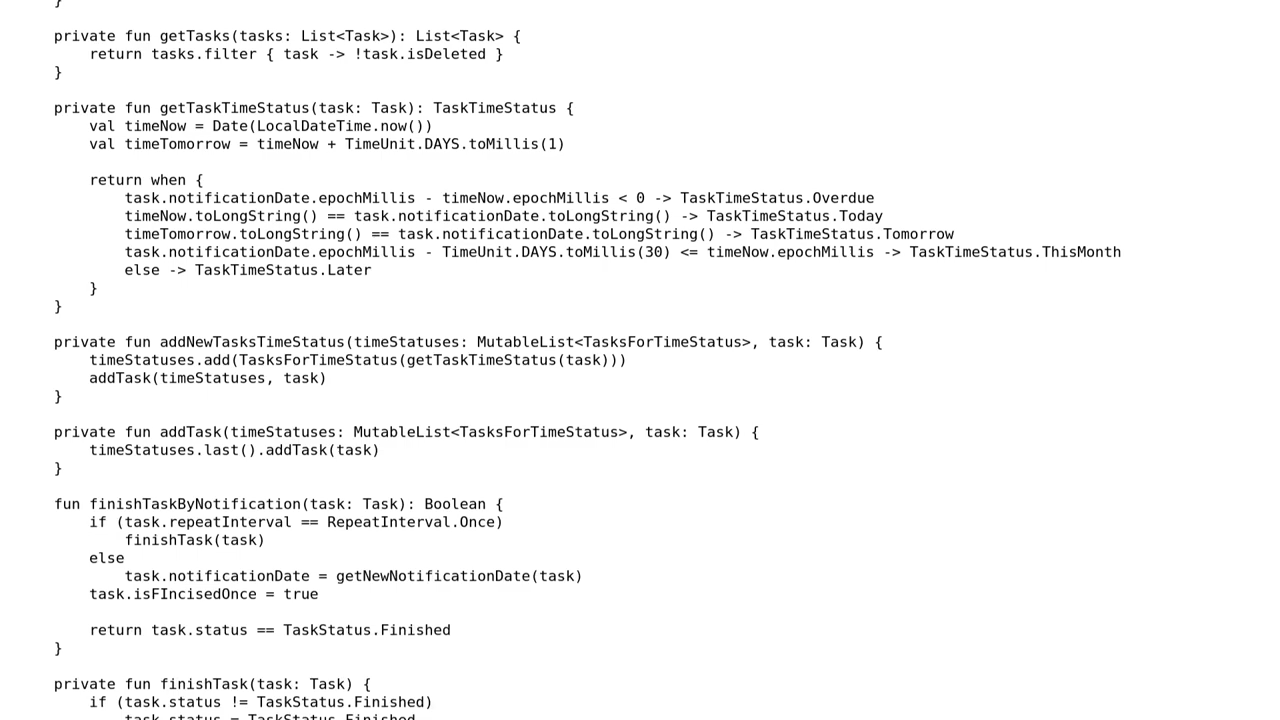 }
private fun getTasks(tasks: List<Task>): List<Task> {
return tasks.filter { task -> !task.isDeleted }
}
private fun getTaskTimeStatus(task: Task): TaskTimeStatus {
val timeNow = Date(LocalDateTime.now())
val timeTomorrow = timeNow + TimeUnit.DAYS.toMillis(1)
return when {
task.notificationDate.epochMillis - timeNow.epochMillis < 0 -> TaskTimeStatus.Overdue
timeNow.toLongString() == task.notificationDate.toLongString() -> TaskTimeStatus.Today
timeTomorrow.toLongString() == task.notificationDate.toLongString() -> TaskTimeStatus.Tomorrow
task.notificationDate.epochMillis - TimeUnit.DAYS.toMillis(30) <= timeNow.epochMillis -> TaskTimeStatus.ThisMonth
else -> TaskTimeStatus.Later
}
}
private fun addNewTasksTimeStatus(timeStatuses: MutableList<TasksForTimeStatus>, task: Task) {
timeStatuses.add(TasksForTimeStatus(getTaskTimeStatus(task)))
addTask(timeStatuses, task)
}
private fun addTask(timeStatuses: MutableList<TasksForTimeStatus>, task: Task) {
timeStatuses.last().addTask(task)
}
fun finishTaskByNotification(task: Task): Boolean {
if (task.repeatInterval == RepeatInterval.Once)
finishTask(task)
else
task.notificationDate = getNewNotificationDate(task)
task.isFIncisedOnce = true
return task.status == TaskStatus.Finished
}
private fun finishTask(task: Task) {
if (task.status != TaskStatus.Finished)
task.status = TaskStatus.Finished